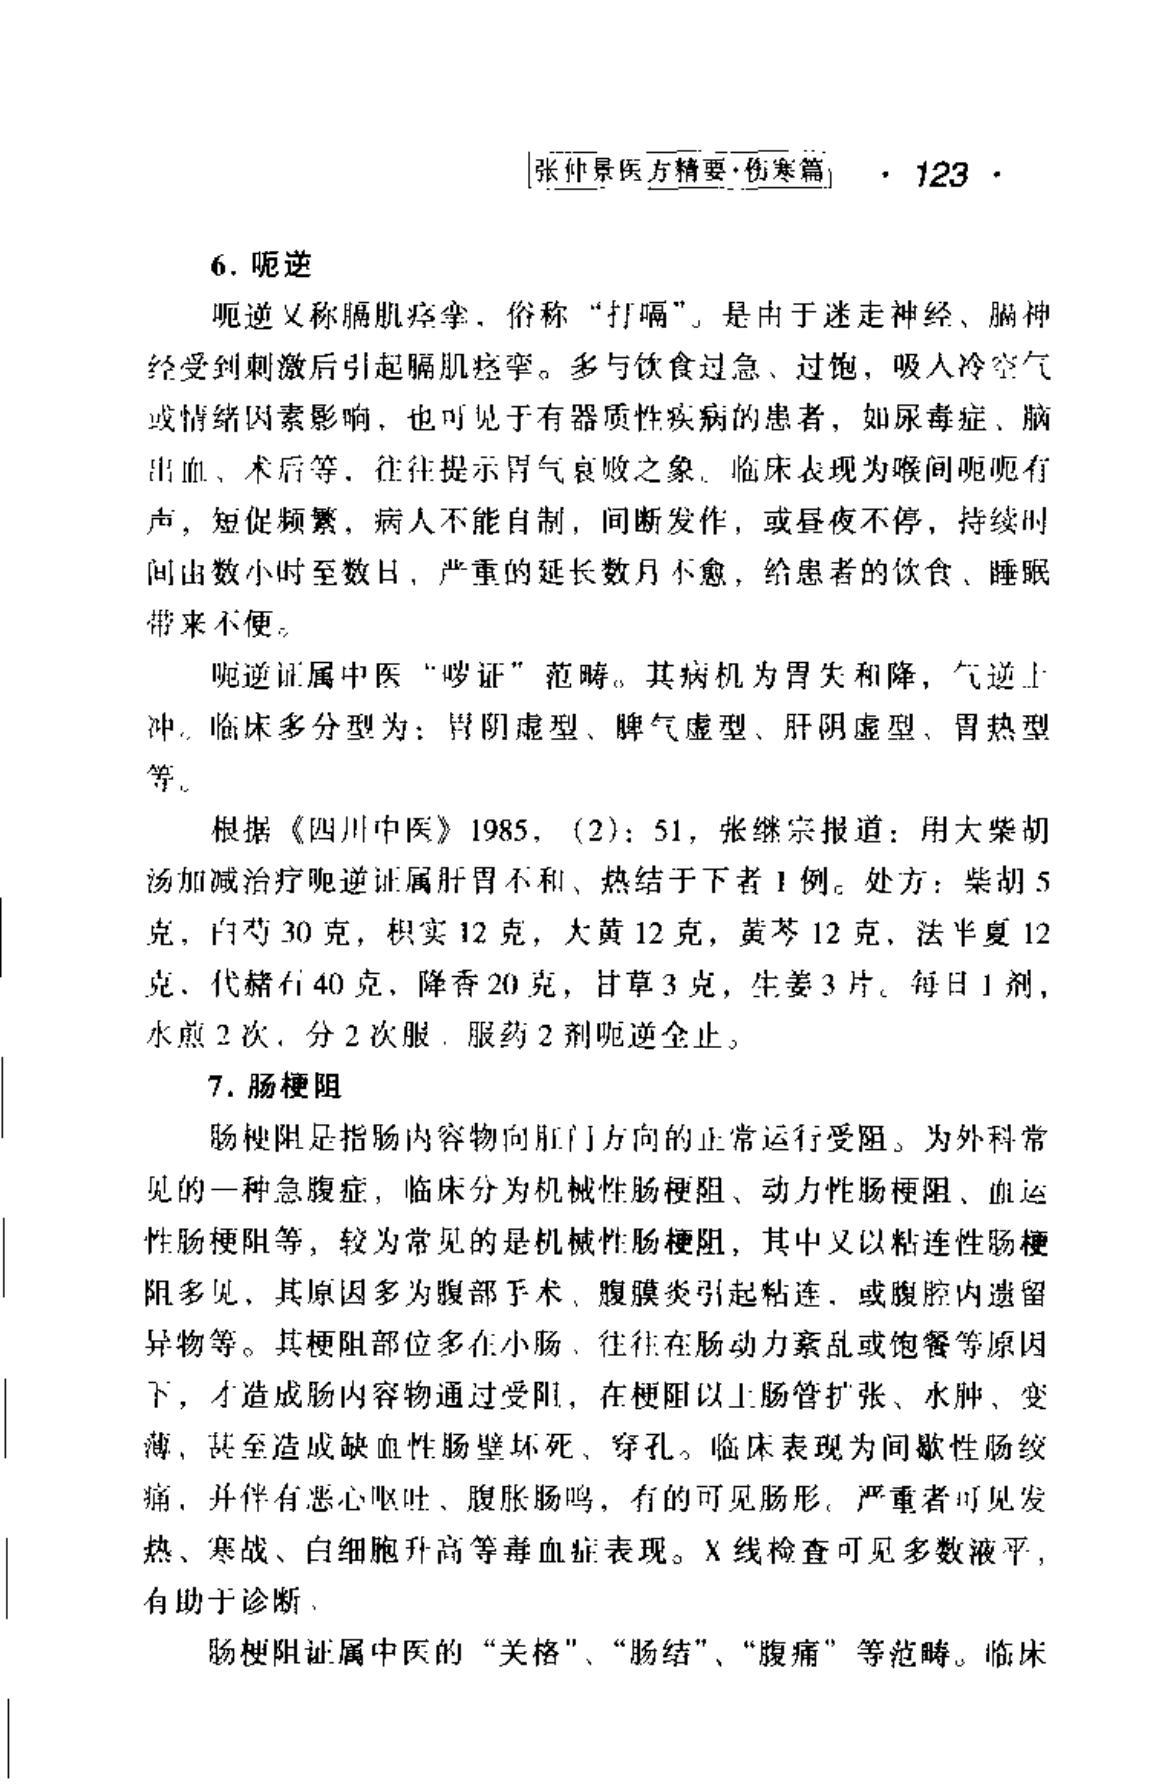 张仲景医方精要·伤寒篇 · 123 ·
6. 呃逆
呃逆又称膈肌痉挛，俗称“打嗝”。是由于迷走神经、膈神
经受到刺激后引起膈肌痉挛。多与饮食过急、过饱，吸入冷空气
或情绪因素影响，也可见于有器质性疾病的患者，如尿毒症、脑
出血、术后等，往往提示胃气衰败之象。临床表现为喉间呃呃有
声，短促频繁，病人不能自制，间断发作，或昼夜不停，持续时
间由数小时至数日，严重的延长数月不愈，给患者的饮食、睡眠
带来不便。
呃逆证属中医“哕证”范畴。其病机为胃失和降，气逆上
冲。临床多分型为：胃阴虚型、脾气虚型、肝阴虚型、胃热型
等。
根据《四川中医》1985，（2）：51，张继宗报道：用大柴胡
汤加减治疗呃逆证属肝胃不和、热结于下者 1 例。处方：柴胡 5
克，白芍 30 克，枳实 12 克，大黄 12 克，黄芩 12 克，法半夏 12
克，代赭石 40 克，降香 20 克，甘草 3 克，生姜 3 片。每日 1 剂，
水煎 2 次，分 2 次服，服药 2 剂呃逆全止。
7. 肠梗阻
肠梗阻是指肠内容物向肛门方向的正常运行受阻。为外科常
见的一种急腹症，临床分为机械性肠梗阻、动力性肠梗阻、血运
性肠梗阻等，较为常见的是机械性肠梗阻，其中又以粘连性肠梗
阻多见，其原因多为腹部手术、腹膜炎引起粘连，或腹腔内遗留
异物等。其梗阻部位多在小肠，往往在肠动力紊乱或饱餐等原因
下，才造成肠内容物通过受阻，在梗阻以上肠管扩张、水肿、变
薄，甚至造成缺血性肠壁坏死、穿孔。临床表现为间歇性肠绞
痛，并伴有恶心呕吐、腹胀肠鸣，有的可见肠形。严重者可见发
热、寒战、白细胞升高等毒血症表现。X 线检查可见多数液平，
有助于诊断。
肠梗阻证属中医的“关格”、“肠结”、“腹痛”等范畴。临床